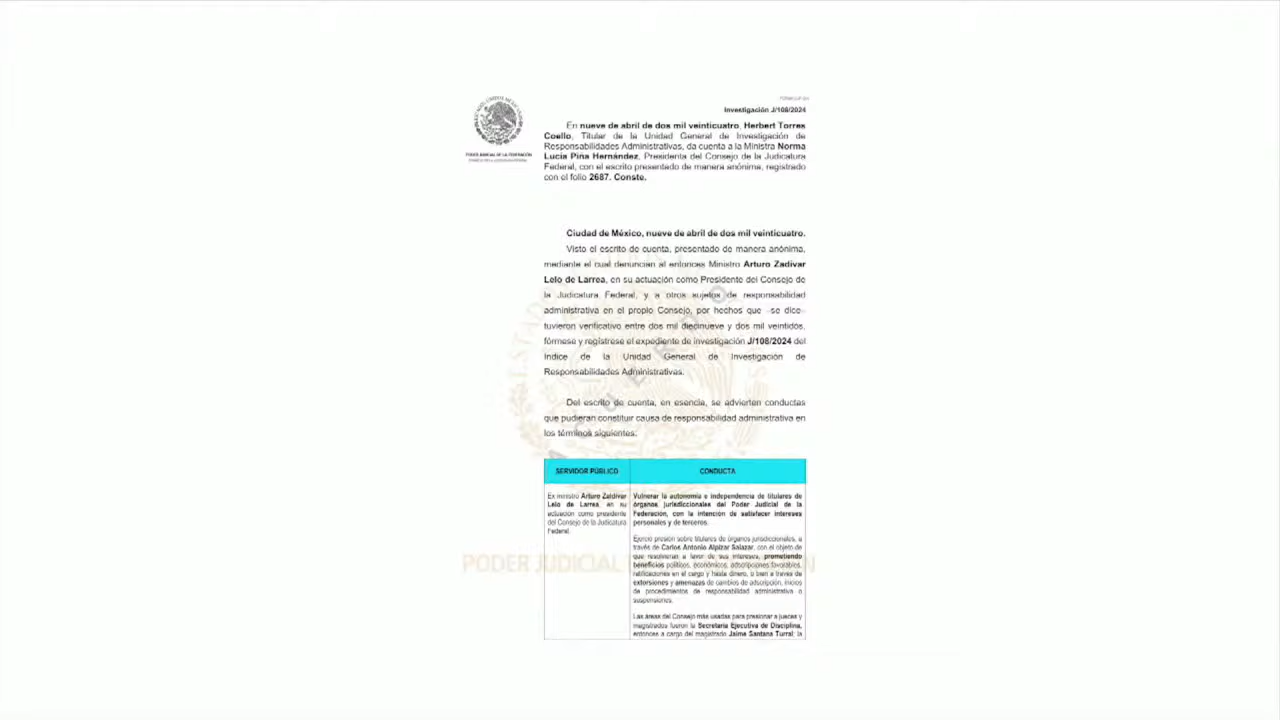 Investigación J/108/2024
En nueve de abril de dos mil veinticuatro, Herbert Torres
Coello, Titular de la Unidad General de Investigación de
Responsabilidades Administrativas, da cuenta a la Ministra Norma
Lucía Piña Hernández, Presidenta del Consejo de la Judicatura
Federal, con el escrito presentado de manera anónima, registrado
con el folio 2687. Conste.
PODER JUDICIAL DE LA FEDERACIÓN
Ciudad de México, nueve de abril de dos mil veinticuatro.
Visto el escrito de cuenta, presentado de manera anónima,
mediante el cual denuncian al entonces Ministro Arturo Zadívar
Lelo de Larrea, en su actuación como Presidente del Consejo de
la Judicatura Federal, y a otros sujetos de responsabilidad
administrativa en el propio Consejo, por hechos que -se dice-
tuvieron verificativo entre dos mil diecinueve y dos mil veintidós,
fórmese y regístrese el expediente de investigación J/108/2024 del
Índice de la Unidad General de Investigación de
Responsabilidades Administrativas.
Del escrito de cuenta, en esencia, se advierten conductas
que pudieran constituir causa de responsabilidad administrativa en
los términos siguientes:
SERVIDOR PÚBLICO
CONDUCTA
Ex ministro Arturo Zaldívar
Lelo de Larrea, en su
actuación como presidente
del Consejo de la Judicatura
Federal.
Vulnerar la autonomía e independencia de titulares de
órganos jurisdiccionales del Poder Judicial de la
Federación, con la intención de satisfacer intereses
personales y de terceros.
Ejerció presión sobre titulares de órganos jurisdiccionales, a
través de Carlos Antonio Alpízar Salazar, con el objeto de
que resolvieran a favor de sus intereses, prometiendo
beneficios políticos, económicos, adscripciones favorables,
ratificaciones en el cargo y hasta dinero, o bien a través de
extorsiones y amenazas de cambios de adscripción, inicios
de procedimientos de responsabilidad administrativa o
suspensiones.
Las áreas del Consejo más usadas para presionar a jueces y
magistrados fueron la Secretaría Ejecutiva de Disciplina,
entonces a cargo del magistrado Jaime Santana Turral; la
PODER JUDICIAL